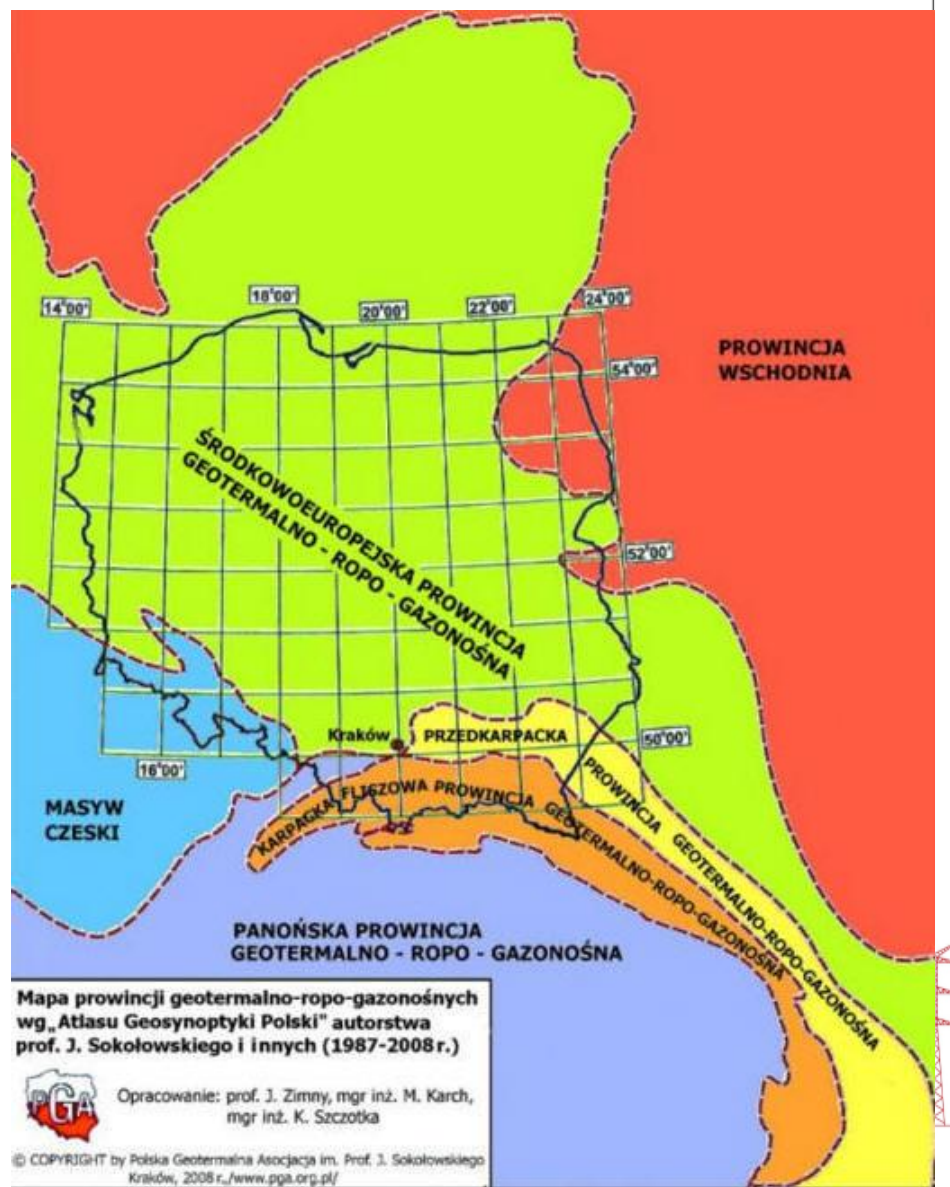 14°00'
18°00'
20°00'
22°00'
24°00'
PROWINCJA
WSCHODNIA
54°00'
ŚRODKOWOEUROPEJSKA PROWINCJA
GEOTERMALNO - ROPO - GAZONOŚNA
52°00'
Kraków
PRZEDKARPACKA
50°00'
16°00'
PROWINCJA GEOTERMALNO-ROPO-GAZONOŚNA
MASYW
CZESKI
KARPACKA FLISZOWA PROWINCJA GEOTERMALNO-ROPO-GAZONOŚNA
PANOŃSKA PROWINCJA
GEOTERMALNO - ROPO - GAZONOŚNA
Mapa prowincji geotermalno-ropo-gazonośnych
wg „Atlasu Geosynoptyki Polski" autorstwa
prof. J. Sokołowskiego i innych (1987-2008r.)
PGA
Opracowanie: prof. J. Zimny, mgr inż. M. Karch,
mgr inż. K. Szczotka
© COPYRIGHT by Polska Geotermalna Asocjacja im. Prof. J. Sokołowskiego
Kraków, 2008 r., /www.pga.org.pl/